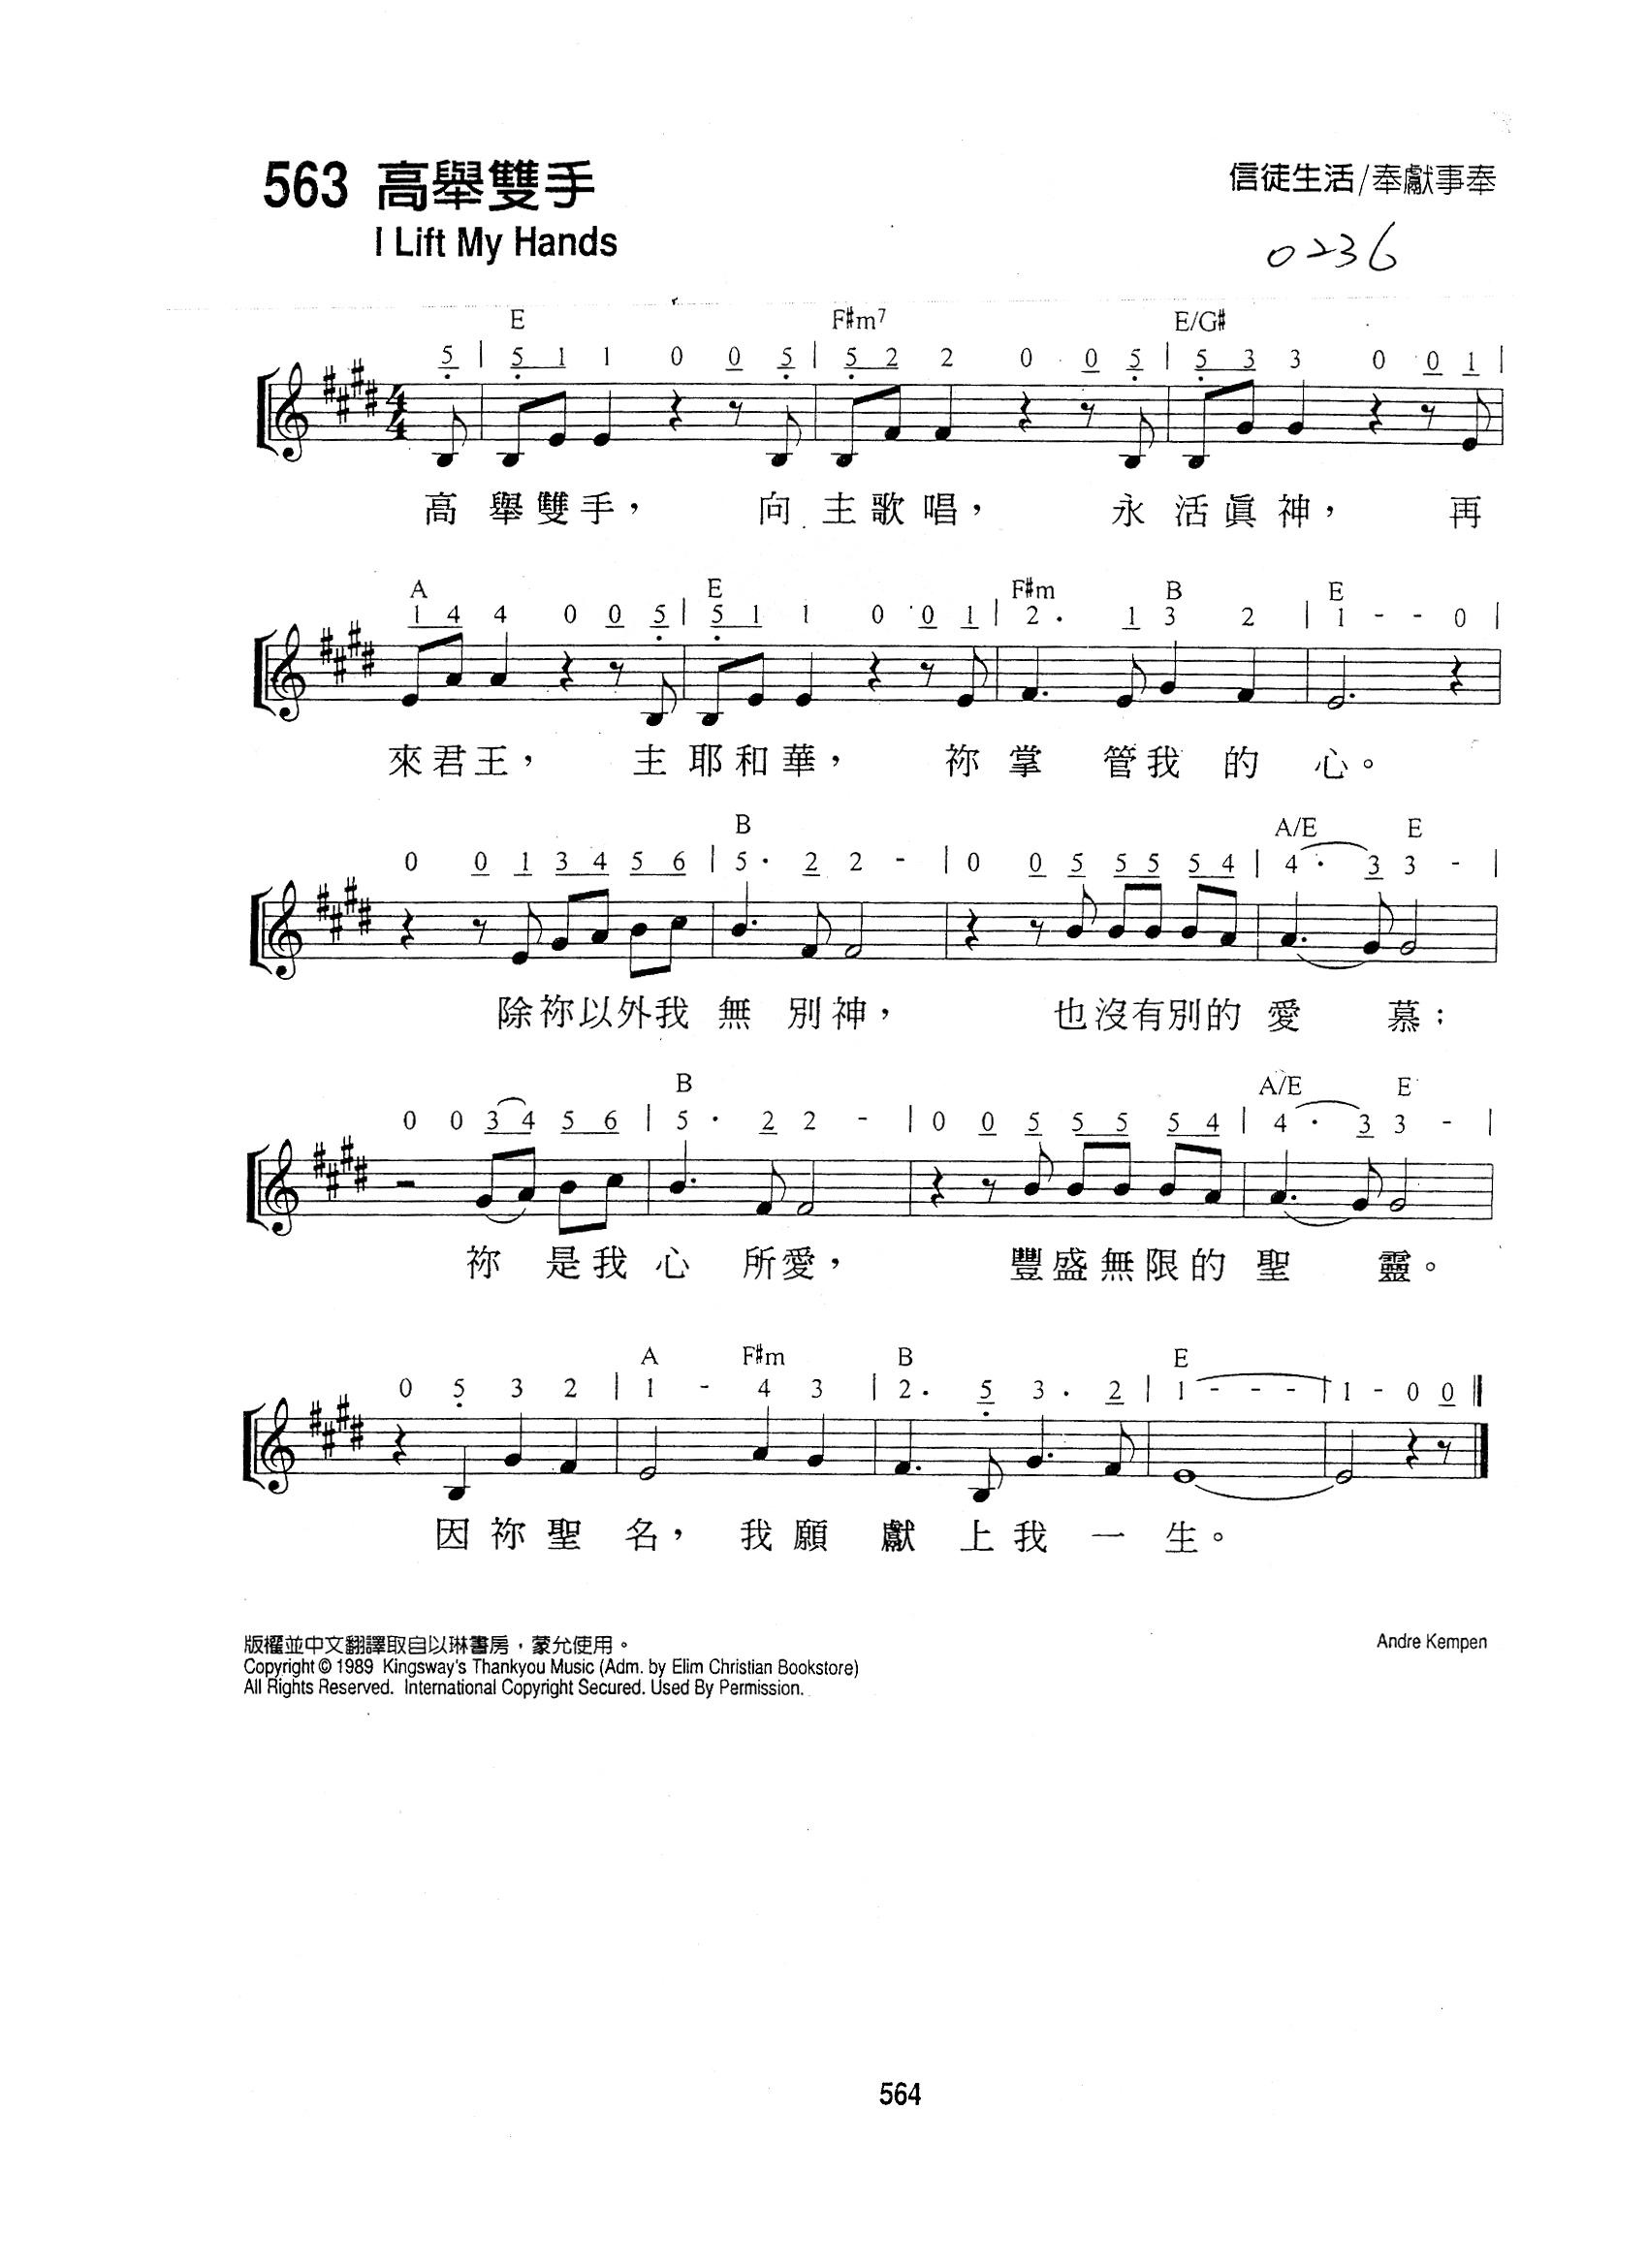 563 高舉雙手
信徒生活/奉獻事奉
I Lift My Hands
0236
E F#m7 E/G#
5 | 5 1 1 0 0 5 | 5 2 2 0 0 5 | 5 3 3 0 0 1 |
4/4
高 舉雙手， 向 主歌唱， 永 活眞神， 再
A E F#m B E
1 4 4 0 0 5 | 5 1 1 0 0 1 | 2 . 1 3 2 | 1 - - 0 |
來君王， 主 耶和華， 祢 掌 管我 的 心。
B A/E E
0 0 1 3 4 5 6 | 5 . 2 2 - | 0 0 5 5 5 5 4 | 4 . 3 3 - |
除祢以外我 無 別神， 也沒有別的 愛 慕；
B A/E E
0 0 3 4 5 6 | 5 . 2 2 - | 0 0 5 5 5 5 4 | 4 . 3 3 - |
祢 是我 心 所愛， 豐盛無限的 聖 靈。
A F#m B E
0 5 3 2 | 1 - 4 3 | 2 . 5 3 . 2 | 1 - - - | 1 - 0 0 ||
因祢聖 名， 我願 獻 上我 一 生。
版權並中文翻譯取自以琳書房，蒙允使用。
Andre Kempen
Copyright © 1989 Kingsway's Thankyou Music (Adm. by Elim Christian Bookstore)
All Rights Reserved. International Copyright Secured. Used By Permission.
564